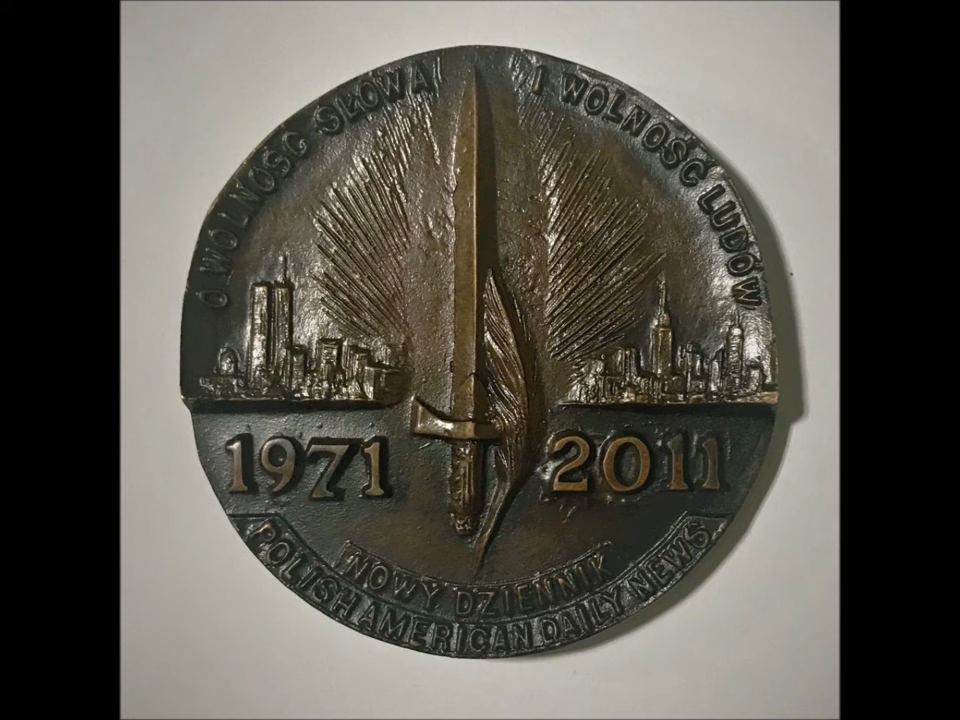 O WOLNOŚĆ SŁOWA
I WOLNOŚĆ LUDÓW
1971
2011
NOWY DZIENNIK
POLISH AMERICAN DAILY NEWS